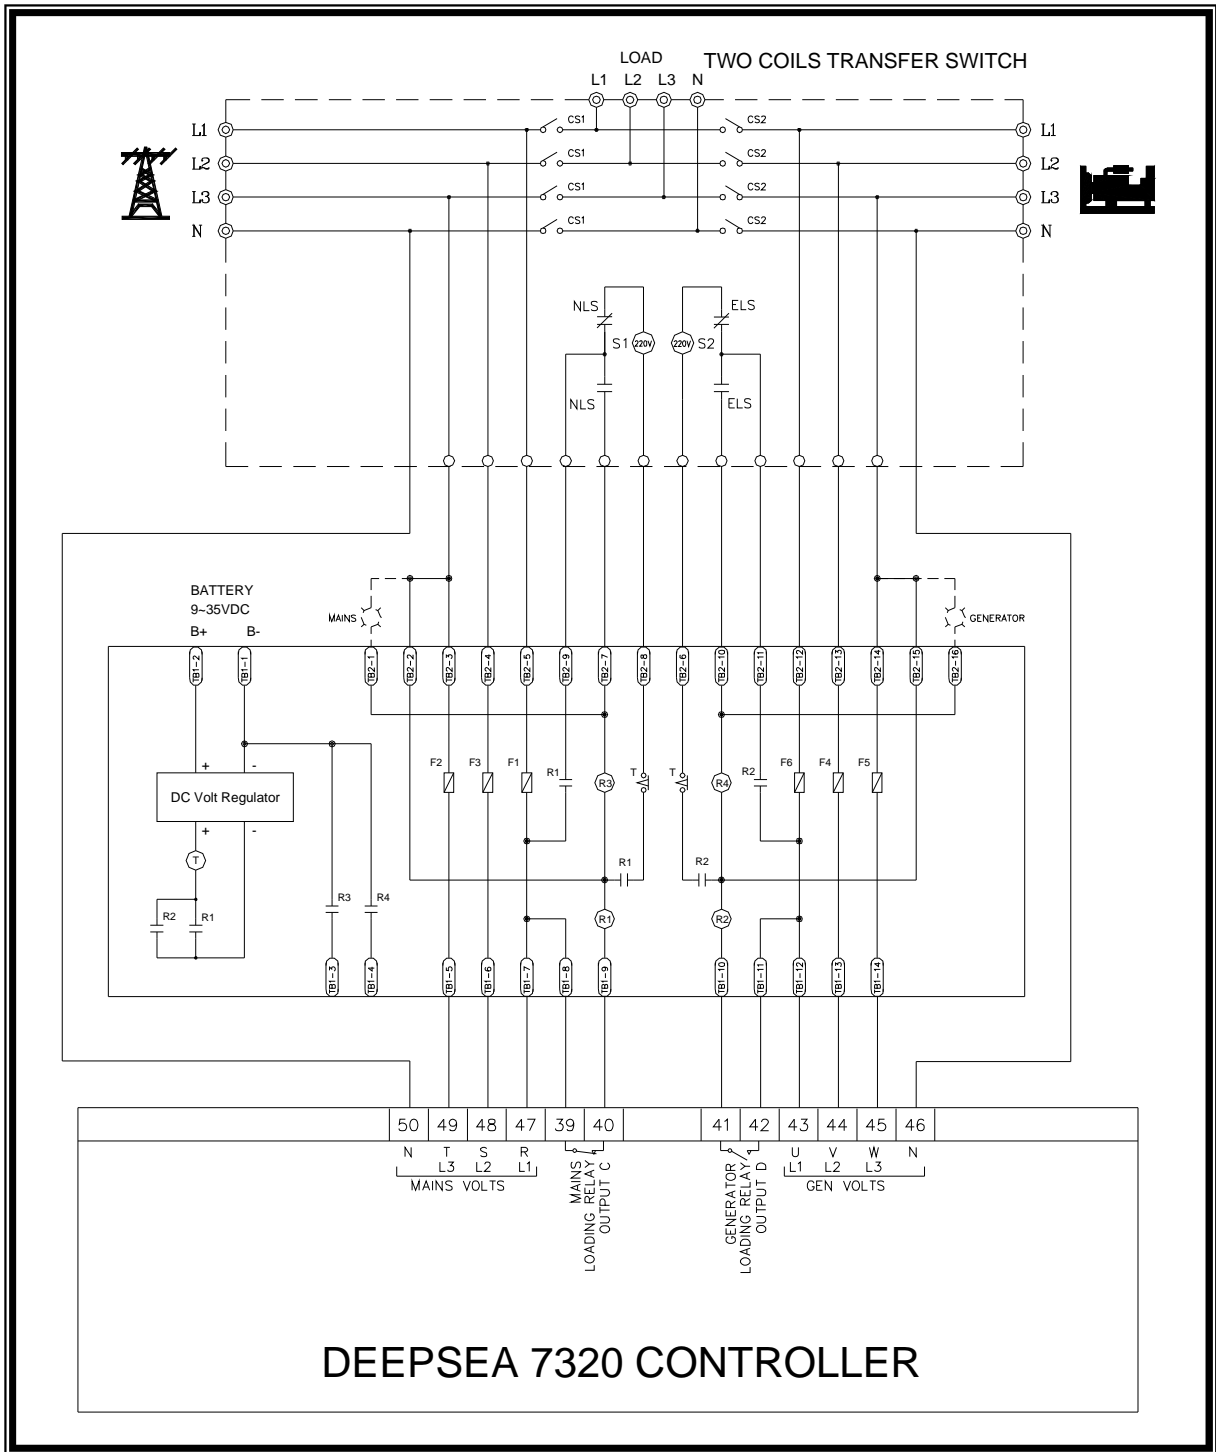 LOAD TWO COILS TRANSFER SWITCH
L1 L2 L3 N
L1 CS1 CS2 L1
L2 CS1 CS2 L2
L3 CS1 CS2 L3
N CS1 CS2 N
NLS ELS
S1 220V 220V S2
NLS ELS
BATTERY
9~35VDC
B+ B-
MAINS GENERATOR
TB1-2 TB1-1 TB2-1 TB2-2 TB2-3 TB2-4 TB2-5 TB2-9 TB2-7 TB2-8 TB2-6 TB2-10 TB2-11 TB2-12 TB2-13 TB2-14 TB2-15 TB2-16
+ -
F2 F3 F1 R1 R3 T T R4 R2 F6 F4 F5
DC Volt Regulator
+ -
T
R1 R2
R3 R4
R2 R1 R1 R2
TB1-3 TB1-4 TB1-5 TB1-6 TB1-7 TB1-8 TB1-9 TB1-10 TB1-11 TB1-12 TB1-13 TB1-14
50 49 48 47 39 40 41 42 43 44 45 46
N T S R U V W N
L3 L2 L1 L1 L2 L3
MAINS VOLTS GEN VOLTS
MAINS
LOADING RELAY
OUTPUT C
GENERATOR
LOADING RELAY
OUTPUT D
DEEPSEA 7320 CONTROLLER